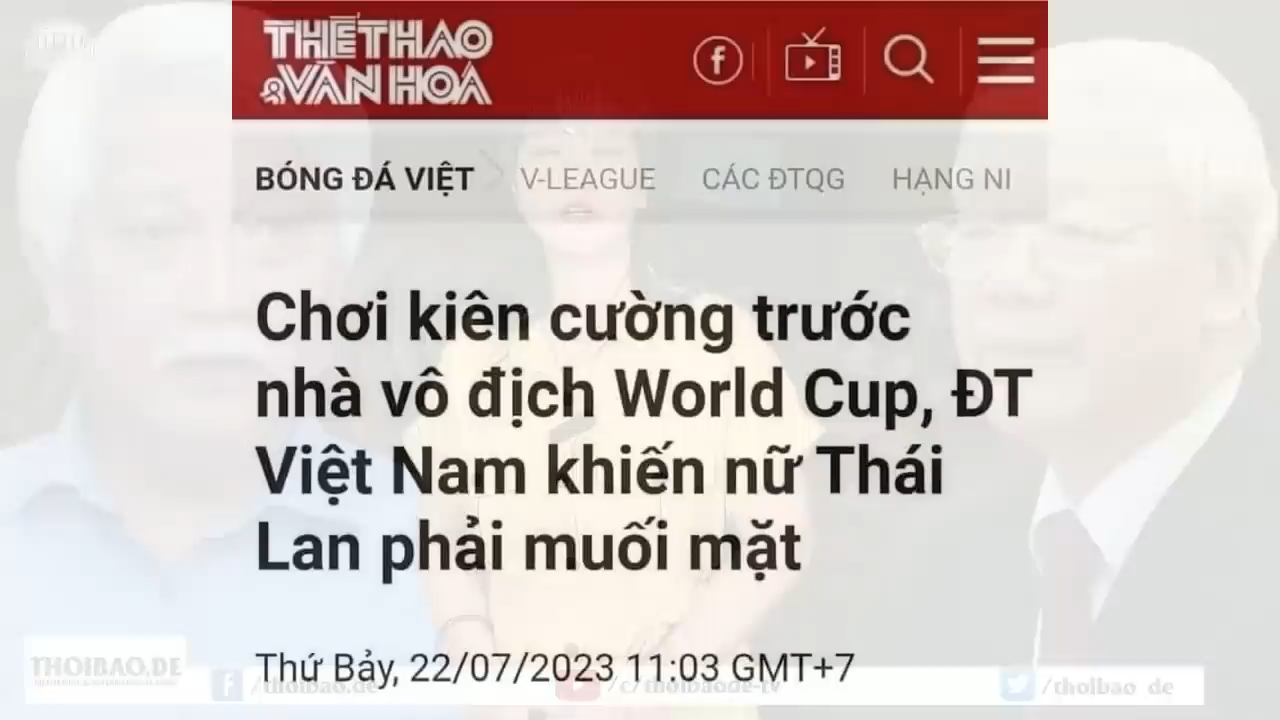 THỂTHAO
&VĂN HOÁ
BÓNG ĐÁ VIỆT V-LEAGUE CÁC ĐTQG HẠNG NI
Chơi kiên cường trước
nhà vô địch World Cup, ĐT
Việt Nam khiến nữ Thái
Lan phải muối mặt
Thứ Bảy, 22/07/2023 11:03 GMT+7
THOIBAO.DE
/thoibao.de
/c/thoibaode-tv
/thoibao_de